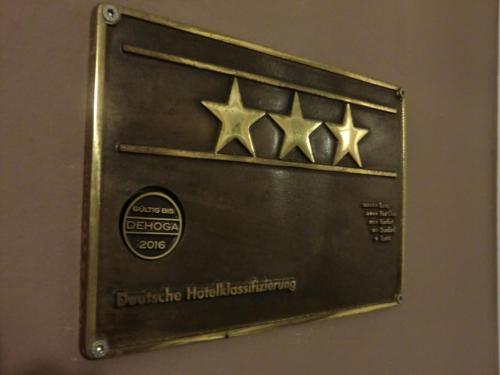 GÜLTIG BIS
DEHOGA
2016
Deutsche Hotelklassifizierung